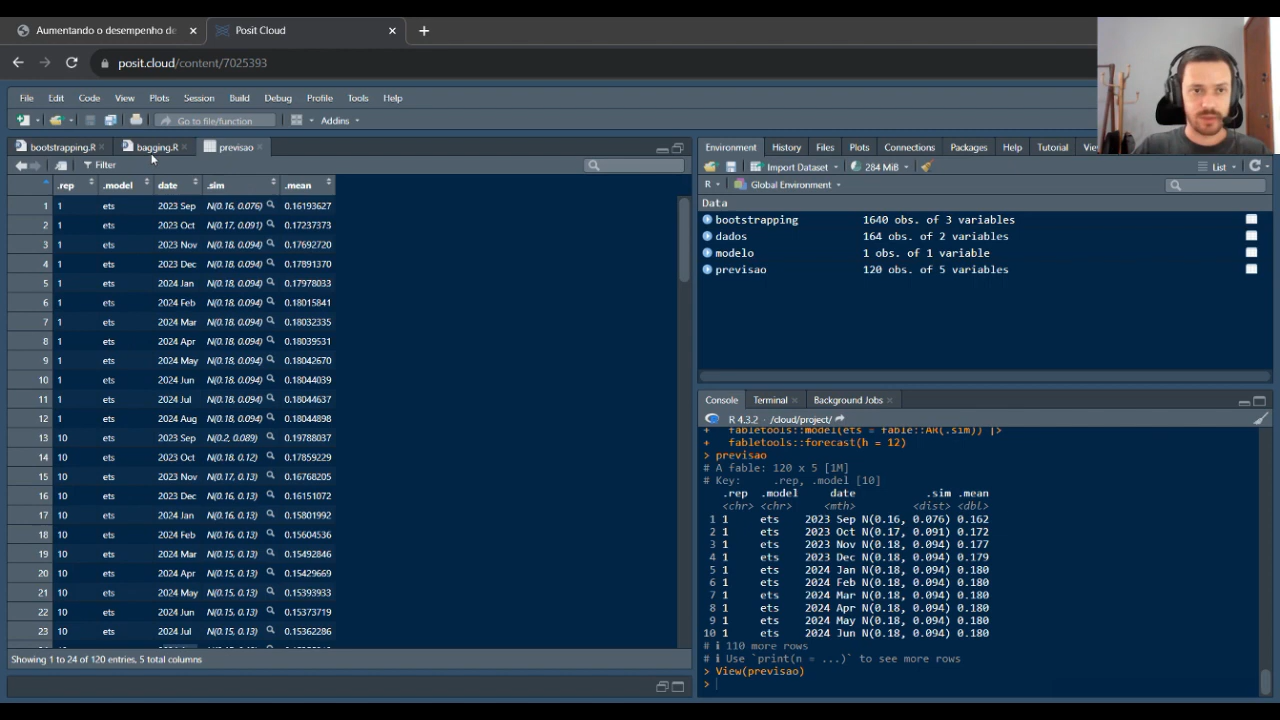 Aumentando o desempenho de
Posit Cloud
posit.cloud/content/7025393
File Edit Code View Plots Session Build Debug Profile Tools Help
Go to file/function Addins
bootstrapping.R bagging.R previsao
Filter
.rep .model date .sim .mean
1 1 ets 2023 Sep N(0.16, 0.076) 0.16193627
2 1 ets 2023 Oct N(0.17, 0.091) 0.17237373
3 1 ets 2023 Nov N(0.18, 0.094) 0.17692720
4 1 ets 2023 Dec N(0.18, 0.094) 0.17891370
5 1 ets 2024 Jan N(0.18, 0.094) 0.17978033
6 1 ets 2024 Feb N(0.18, 0.094) 0.18015841
7 1 ets 2024 Mar N(0.18, 0.094) 0.18032335
8 1 ets 2024 Apr N(0.18, 0.094) 0.18039531
9 1 ets 2024 May N(0.18, 0.094) 0.18042670
10 1 ets 2024 Jun N(0.18, 0.094) 0.18044039
11 1 ets 2024 Jul N(0.18, 0.094) 0.18044637
12 1 ets 2024 Aug N(0.18, 0.094) 0.18044898
13 10 ets 2023 Sep N(0.2, 0.089) 0.19788037
14 10 ets 2023 Oct N(0.18, 0.12) 0.17859229
15 10 ets 2023 Nov N(0.17, 0.13) 0.16768205
16 10 ets 2023 Dec N(0.16, 0.13) 0.16151072
17 10 ets 2024 Jan N(0.16, 0.13) 0.15801992
18 10 ets 2024 Feb N(0.16, 0.13) 0.15604536
19 10 ets 2024 Mar N(0.15, 0.13) 0.15492846
20 10 ets 2024 Apr N(0.15, 0.13) 0.15429669
21 10 ets 2024 May N(0.15, 0.13) 0.15393933
22 10 ets 2024 Jun N(0.15, 0.13) 0.15373719
23 10 ets 2024 Jul N(0.15, 0.13) 0.15362286
Showing 1 to 24 of 120 entries, 5 total columns
Environment History Files Plots Connections Packages Help Tutorial
Import Dataset 284 MiB List
R Global Environment
Data
bootstrapping 1640 obs. of 3 variables
dados 164 obs. of 2 variables
modelo 1 obs. of 1 variable
previsao 120 obs. of 5 variables
Console Terminal Background Jobs
R 4.3.2 · /cloud/project/
+ fabletools::model(ets = fable::AR(.sim)) |>
+ fabletools::forecast(h = 12)
> previsao
# A fable: 120 x 5 [1M]
# Key: .rep, .model [10]
.rep .model date .sim .mean
<chr> <chr> <mth> <dist> <dbl>
1 1 ets 2023 Sep N(0.16, 0.076) 0.162
2 1 ets 2023 Oct N(0.17, 0.091) 0.172
3 1 ets 2023 Nov N(0.18, 0.094) 0.177
4 1 ets 2023 Dec N(0.18, 0.094) 0.179
5 1 ets 2024 Jan N(0.18, 0.094) 0.180
6 1 ets 2024 Feb N(0.18, 0.094) 0.180
7 1 ets 2024 Mar N(0.18, 0.094) 0.180
8 1 ets 2024 Apr N(0.18, 0.094) 0.180
9 1 ets 2024 May N(0.18, 0.094) 0.180
10 1 ets 2024 Jun N(0.18, 0.094) 0.180
# ℹ 110 more rows
# ℹ Use `print(n = ...)` to see more rows
> View(previsao)
>